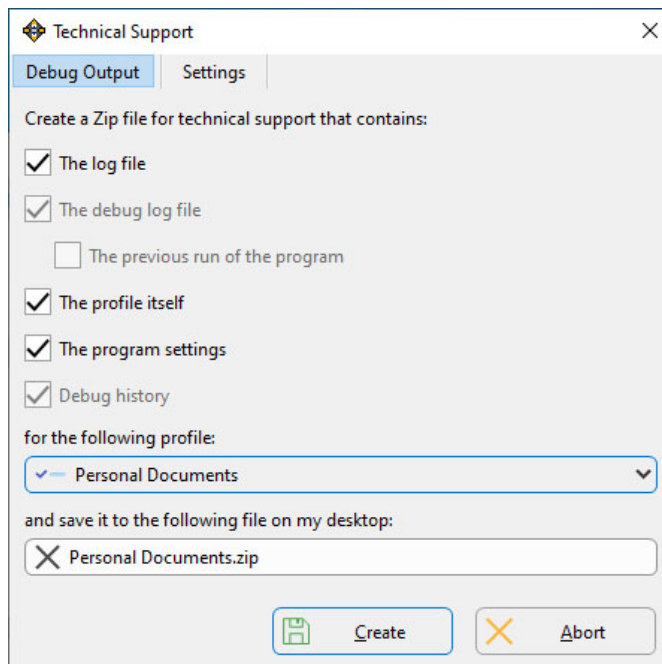 Technical Support
Debug Output Settings
Create a Zip file for technical support that contains:
The log file
The debug log file
The previous run of the program
The profile itself
The program settings
Debug history
for the following profile:
Personal Documents
and save it to the following file on my desktop:
Personal Documents.zip
Create Abort